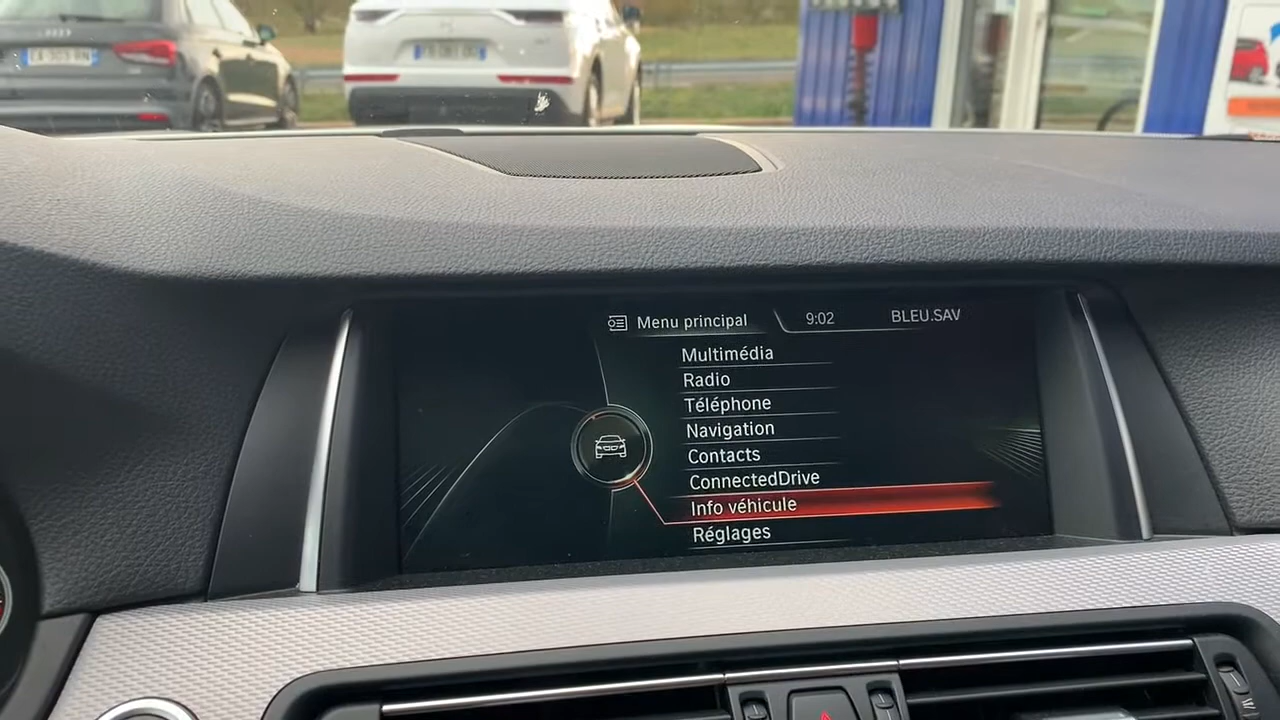 Menu principal 9:02 BLEU.SAV
Multimédia
Radio
Téléphone
Navigation
Contacts
ConnectedDrive
Info véhicule
Réglages